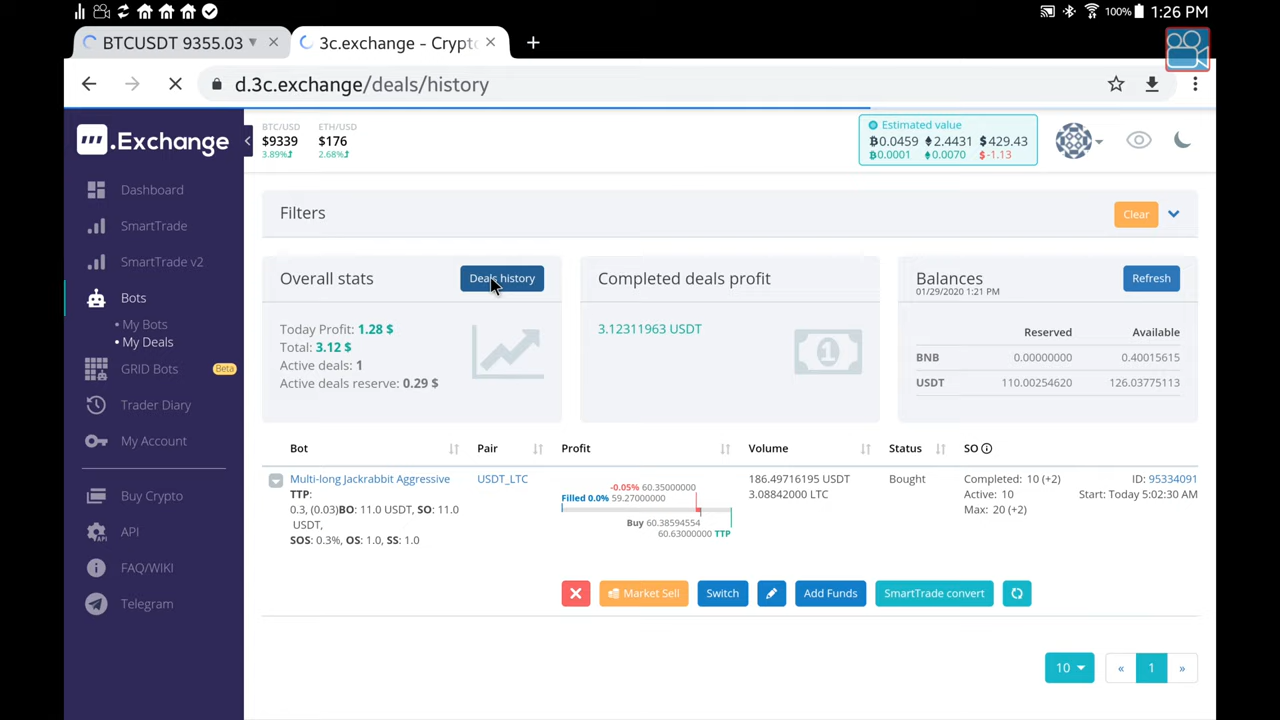 100% 1:26 PM
BTCUSDT 9355.03
3c.exchange - Crypto
d.3c.exchange/deals/history
.Exchange
BTC/USD
$9339
3.89%
ETH/USD
$176
2.68%
Estimated value
0.0459 2.4431 $429.43
0.0001 0.0070 $-1.13
Dashboard
SmartTrade
SmartTrade v2
Bots
• My Bots
• My Deals
GRID Bots
Beta
Trader Diary
My Account
Buy Crypto
API
FAQ/WIKI
Telegram
Filters
Clear
Overall stats
Deals history
Today Profit: 1.28 $
Total: 3.12 $
Active deals: 1
Active deals reserve: 0.29 $
Completed deals profit
3.12311963 USDT
Balances
01/29/2020 1:21 PM
Refresh
Reserved Available
BNB 0.00000000 0.40015615
USDT 110.00254620 126.03775113
Bot Pair Profit Volume Status SO
Multi-long Jackrabbit Aggressive
TTP:
0.3, (0.03)BO: 11.0 USDT, SO: 11.0
USDT,
SOS: 0.3%, OS: 1.0, SS: 1.0
USDT_LTC
-0.05% 60.35000000
Filled 0.0% 59.27000000
Buy 60.38594554
60.63000000 TTP
186.49716195 USDT
3.08842000 LTC
Bought
Completed: 10 (+2)
Active: 10
Max: 20 (+2)
ID: 95334091
Start: Today 5:02:30 AM
Market Sell
Switch
Add Funds
SmartTrade convert
10
« 1 »